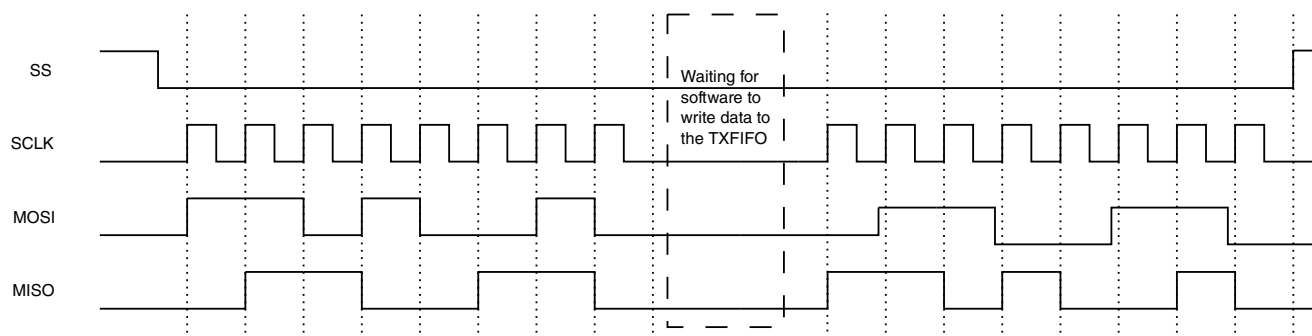 SS
Waiting for
software to
write data to
the TXFIFO
SCLK
MOSI
MISO